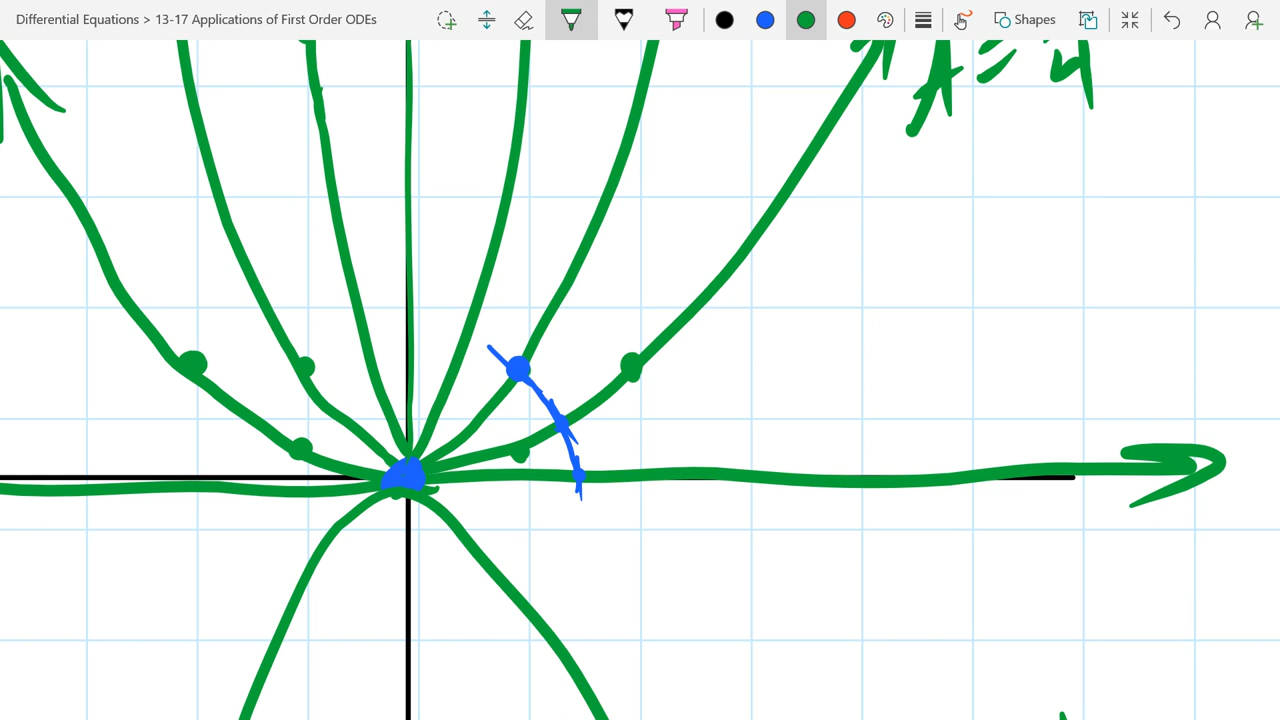 Differential Equations > 13-17 Applications of First Order ODEs
Shapes